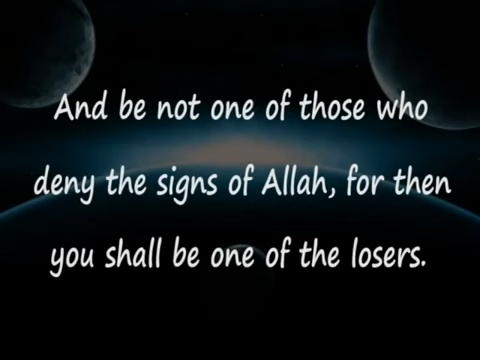 And be not one of those who
deny the signs of Allah, for then
you shall be one of the losers.